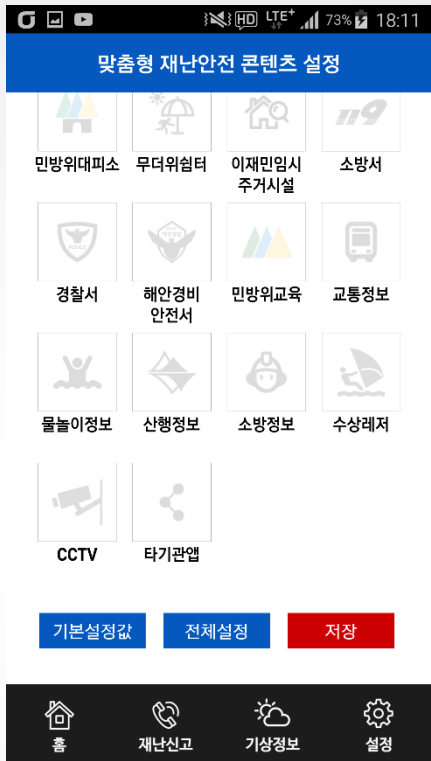 HD LTE+ 73% 18:11
맞춤형 재난안전 콘텐츠 설정
119
민방위대피소 무더위쉼터 이재민임시 소방서
주거시설
POLICE
경찰서 해안경비 민방위교육 교통정보
안전서
물놀이정보 산행정보 소방정보 수상레저
CCTV 타기관앱
기본설정값 전체설정 저장
홈 재난신고 기상정보 설정